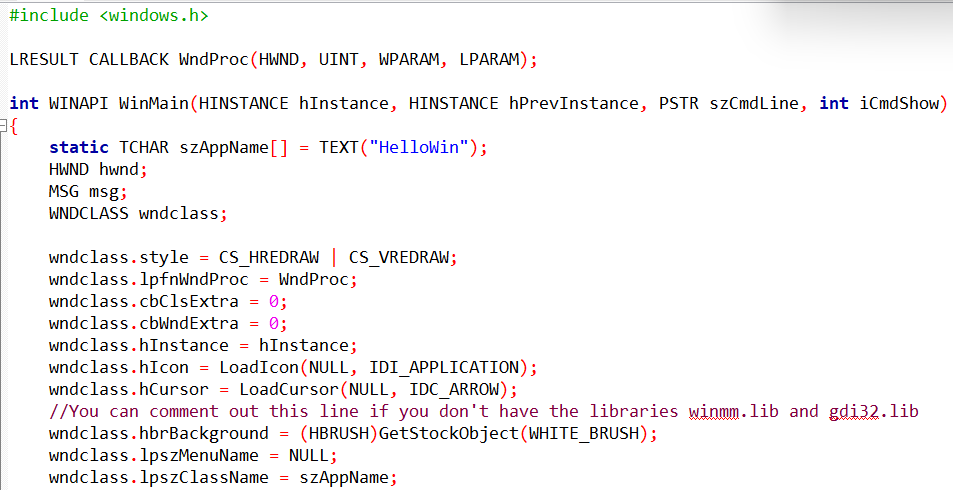 #include <windows.h>
LRESULT CALLBACK WndProc(HWND, UINT, WPARAM, LPARAM);
int WINAPI WinMain(HINSTANCE hInstance, HINSTANCE hPrevInstance, PSTR szCmdLine, int iCmdShow)
{
    static TCHAR szAppName[] = TEXT("HelloWin");
    HWND hwnd;
    MSG msg;
    WNDCLASS wndclass;
    wndclass.style = CS_HREDRAW | CS_VREDRAW;
    wndclass.lpfnWndProc = WndProc;
    wndclass.cbClsExtra = 0;
    wndclass.cbWndExtra = 0;
    wndclass.hInstance = hInstance;
    wndclass.hIcon = LoadIcon(NULL, IDI_APPLICATION);
    wndclass.hCursor = LoadCursor(NULL, IDC_ARROW);
    //You can comment out this line if you don't have the libraries winmm.lib and gdi32.lib
    wndclass.hbrBackground = (HBRUSH)GetStockObject(WHITE_BRUSH);
    wndclass.lpszMenuName = NULL;
    wndclass.lpszClassName = szAppName;